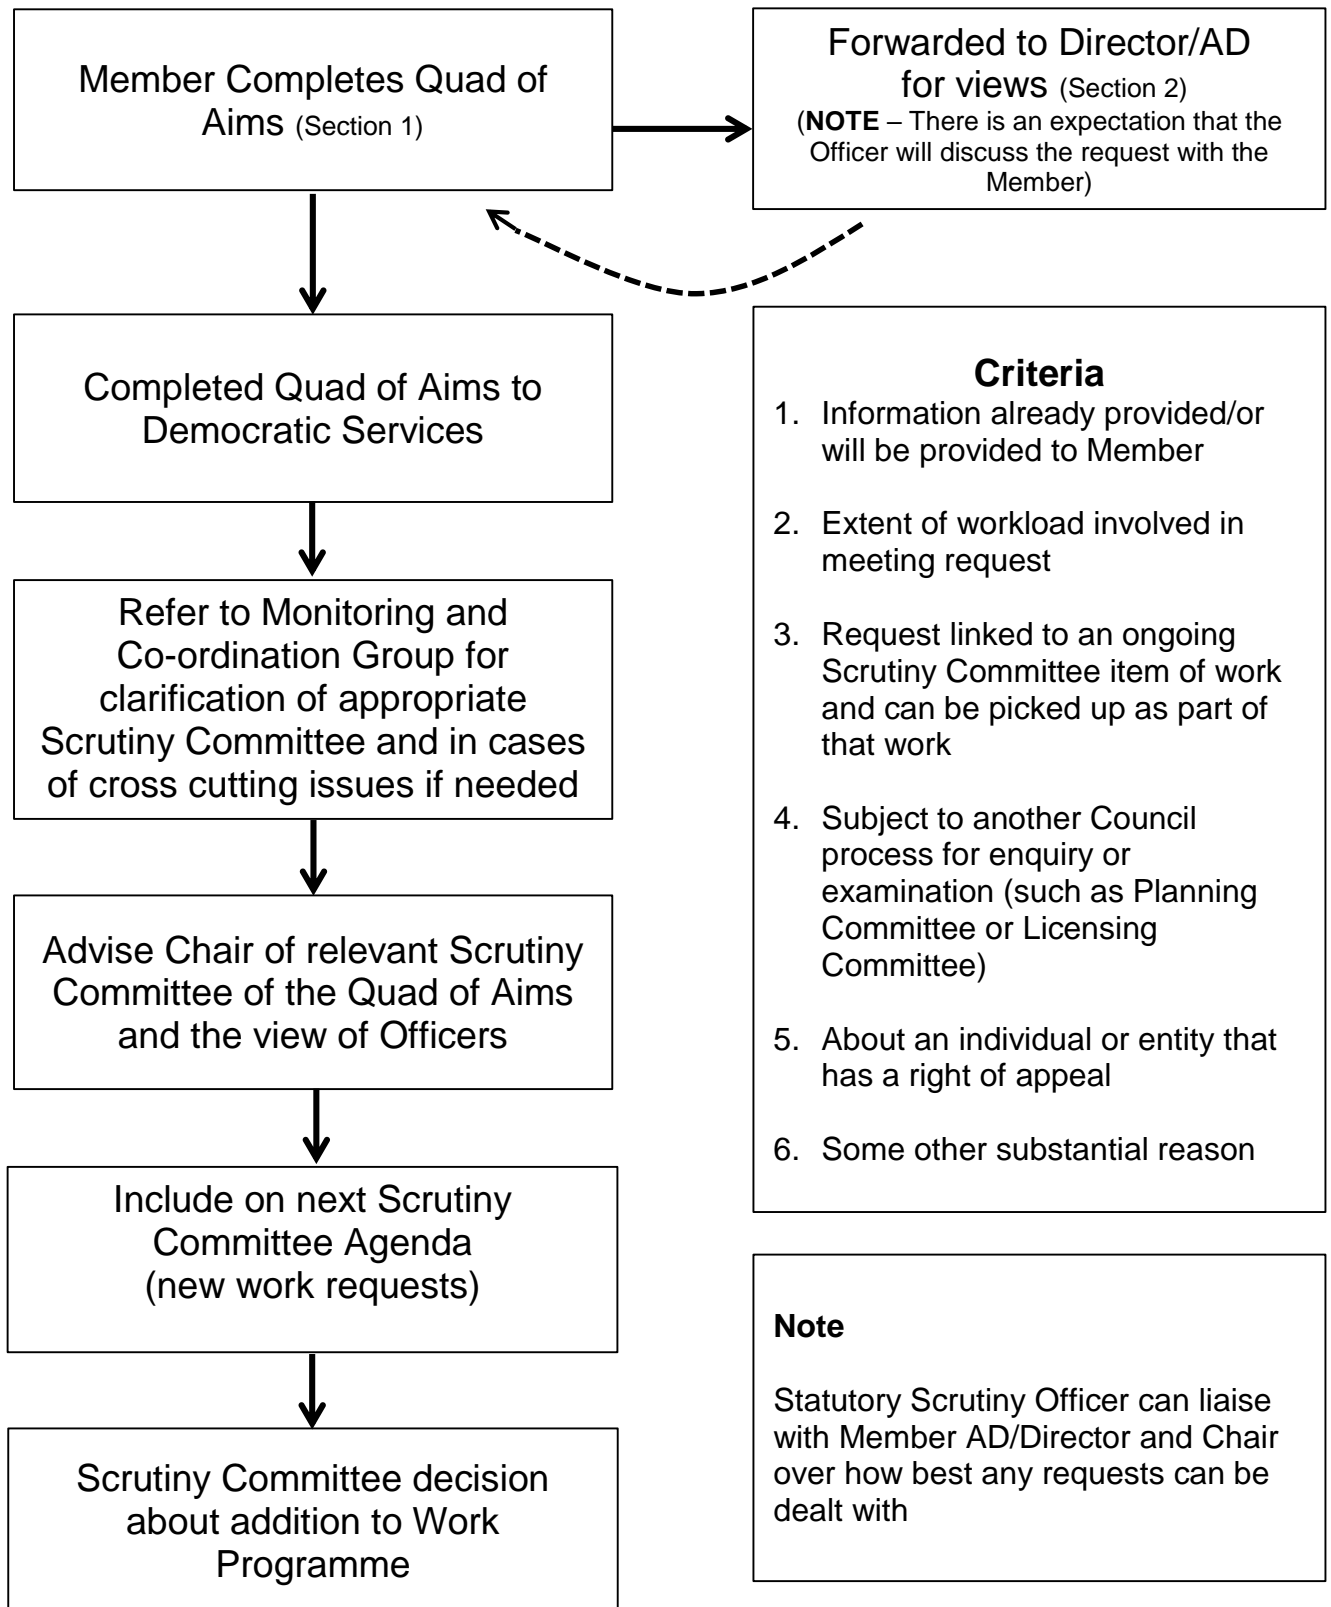 Member Completes Quad of
Aims (Section 1)
Forwarded to Director/AD
for views (Section 2)
(NOTE – There is an expectation that the
Officer will discuss the request with the
Member)
Completed Quad of Aims to
Democratic Services
Refer to Monitoring and
Co-ordination Group for
clarification of appropriate
Scrutiny Committee and in cases
of cross cutting issues if needed
Advise Chair of relevant Scrutiny
Committee of the Quad of Aims
and the view of Officers
Include on next Scrutiny
Committee Agenda
(new work requests)
Scrutiny Committee decision
about addition to Work
Programme
Criteria
1. Information already provided/or
will be provided to Member
2. Extent of workload involved in
meeting request
3. Request linked to an ongoing
Scrutiny Committee item of work
and can be picked up as part of
that work
4. Subject to another Council
process for enquiry or
examination (such as Planning
Committee or Licensing
Committee)
5. About an individual or entity that
has a right of appeal
6. Some other substantial reason
Note
Statutory Scrutiny Officer can liaise
with Member AD/Director and Chair
over how best any requests can be
dealt with